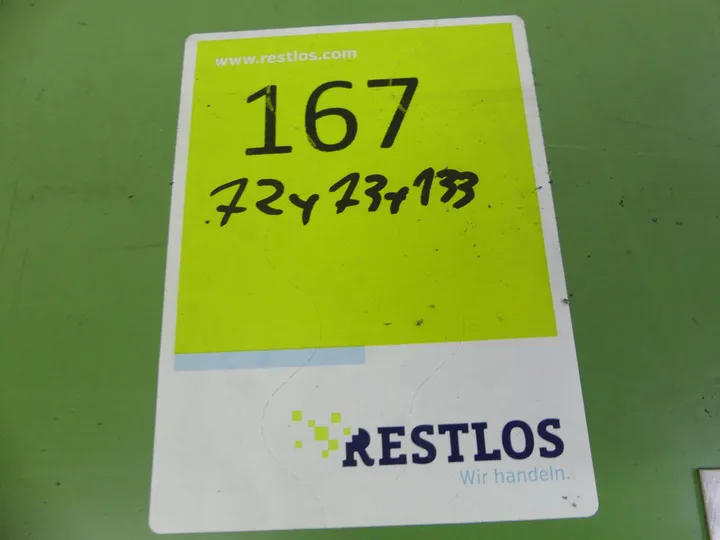 www.restlos.com
167
72x73x133
RESTLOS
Wir handeln.